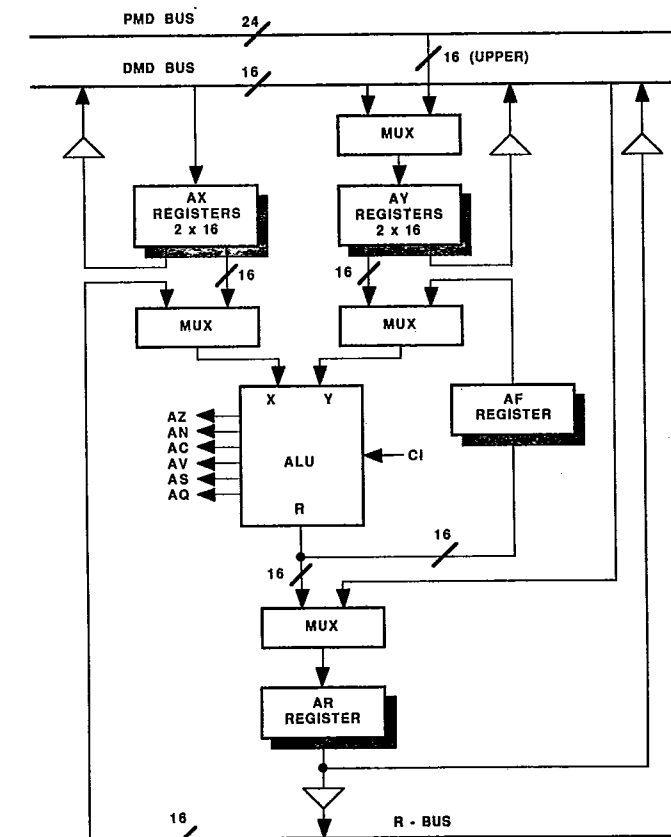 PMD BUS 24
16 (UPPER)
DMD BUS 16
MUX
AX
REGISTERS
2 x 16
AY
REGISTERS
2 x 16
16
16
MUX
MUX
X Y
AF
REGISTER
AZ
AN
AC
AV
AS
AQ
ALU
CI
R
16
16
MUX
AR
REGISTER
16
R - BUS